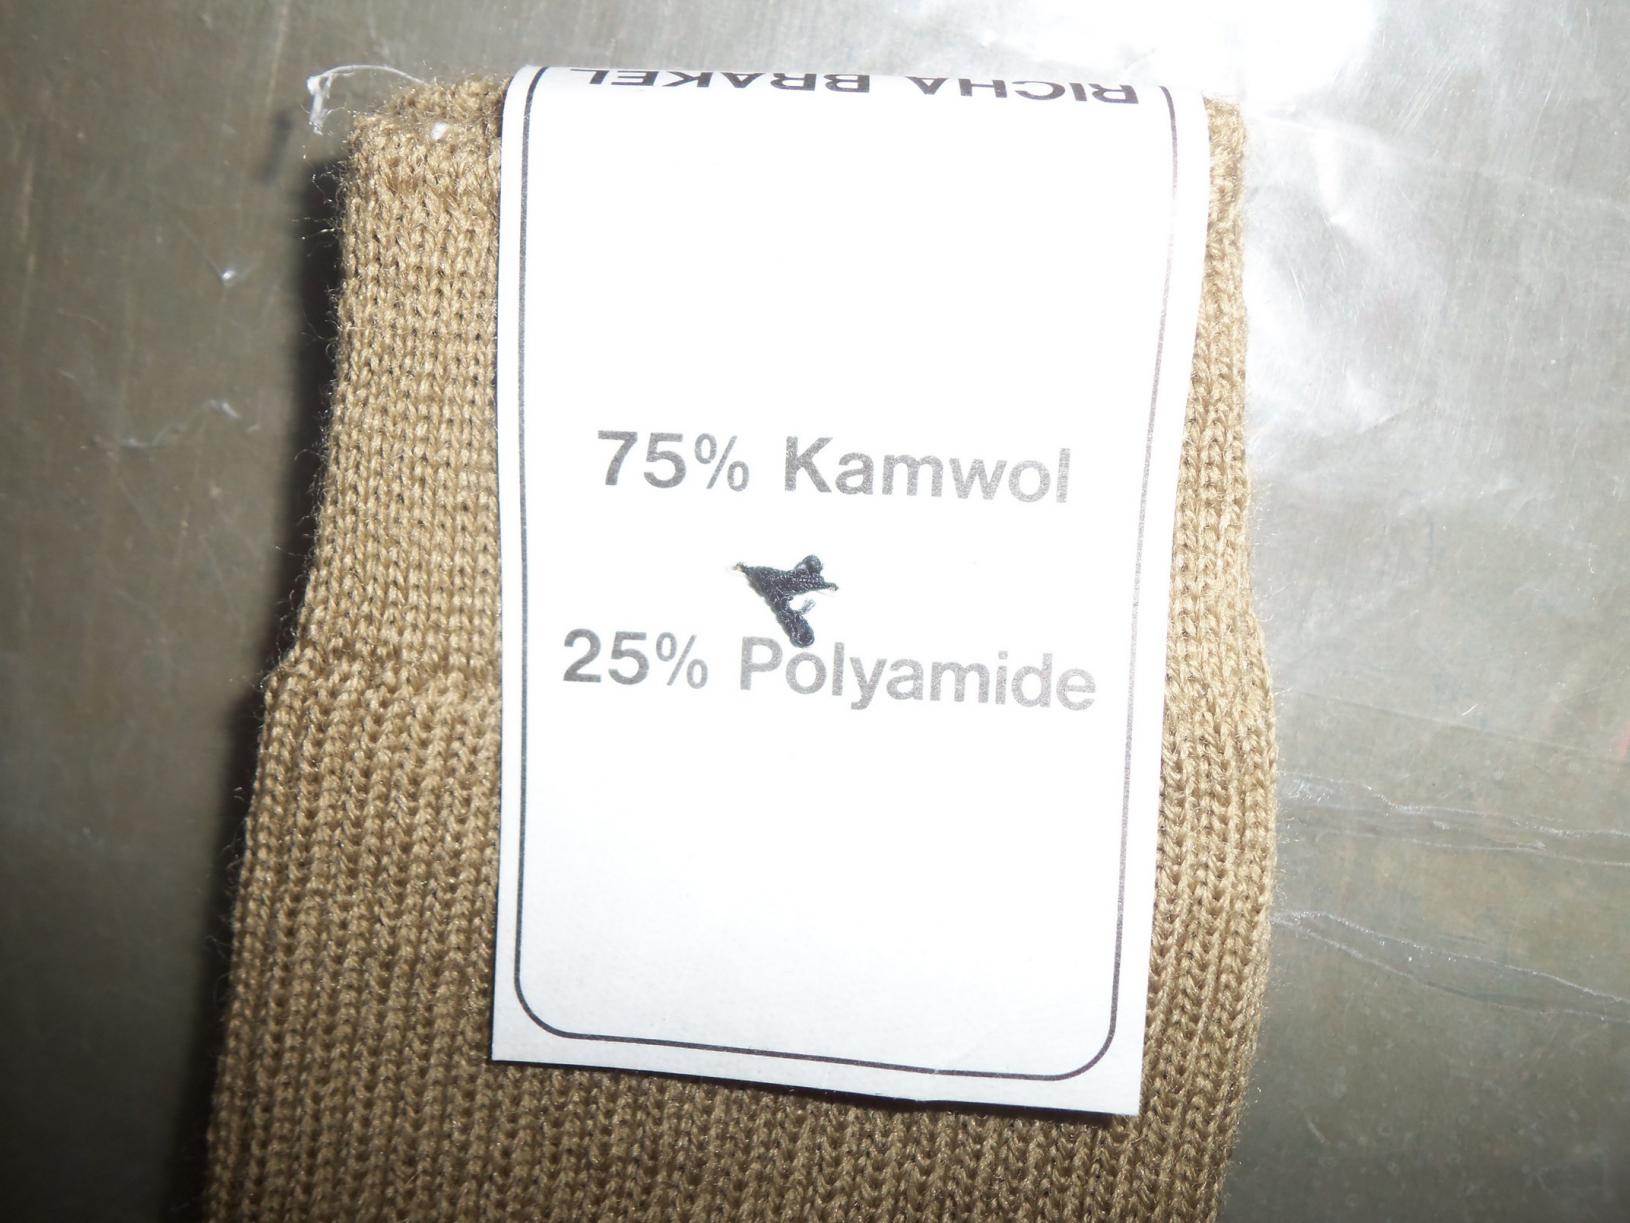 RICHA BRAKEL
75% Kamwol
25% Polyamide